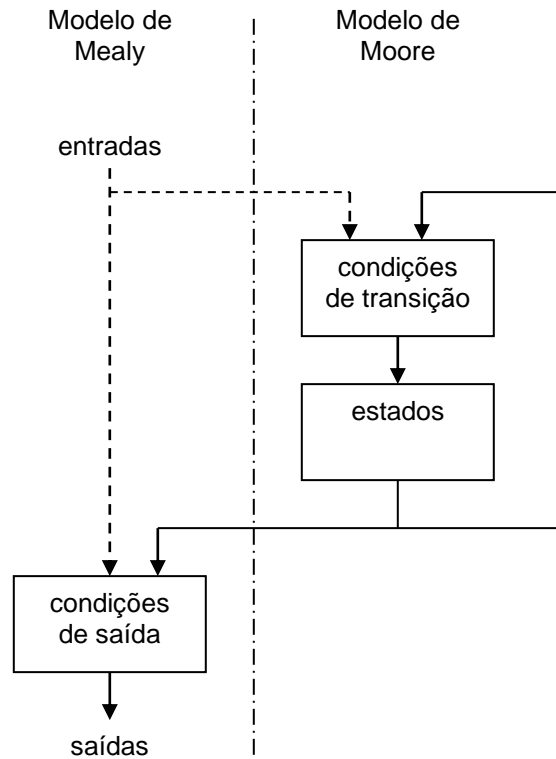 Modelo de
Mealy
Modelo de
Moore
entradas
condições
de transição
estados
condições
de saída
saídas